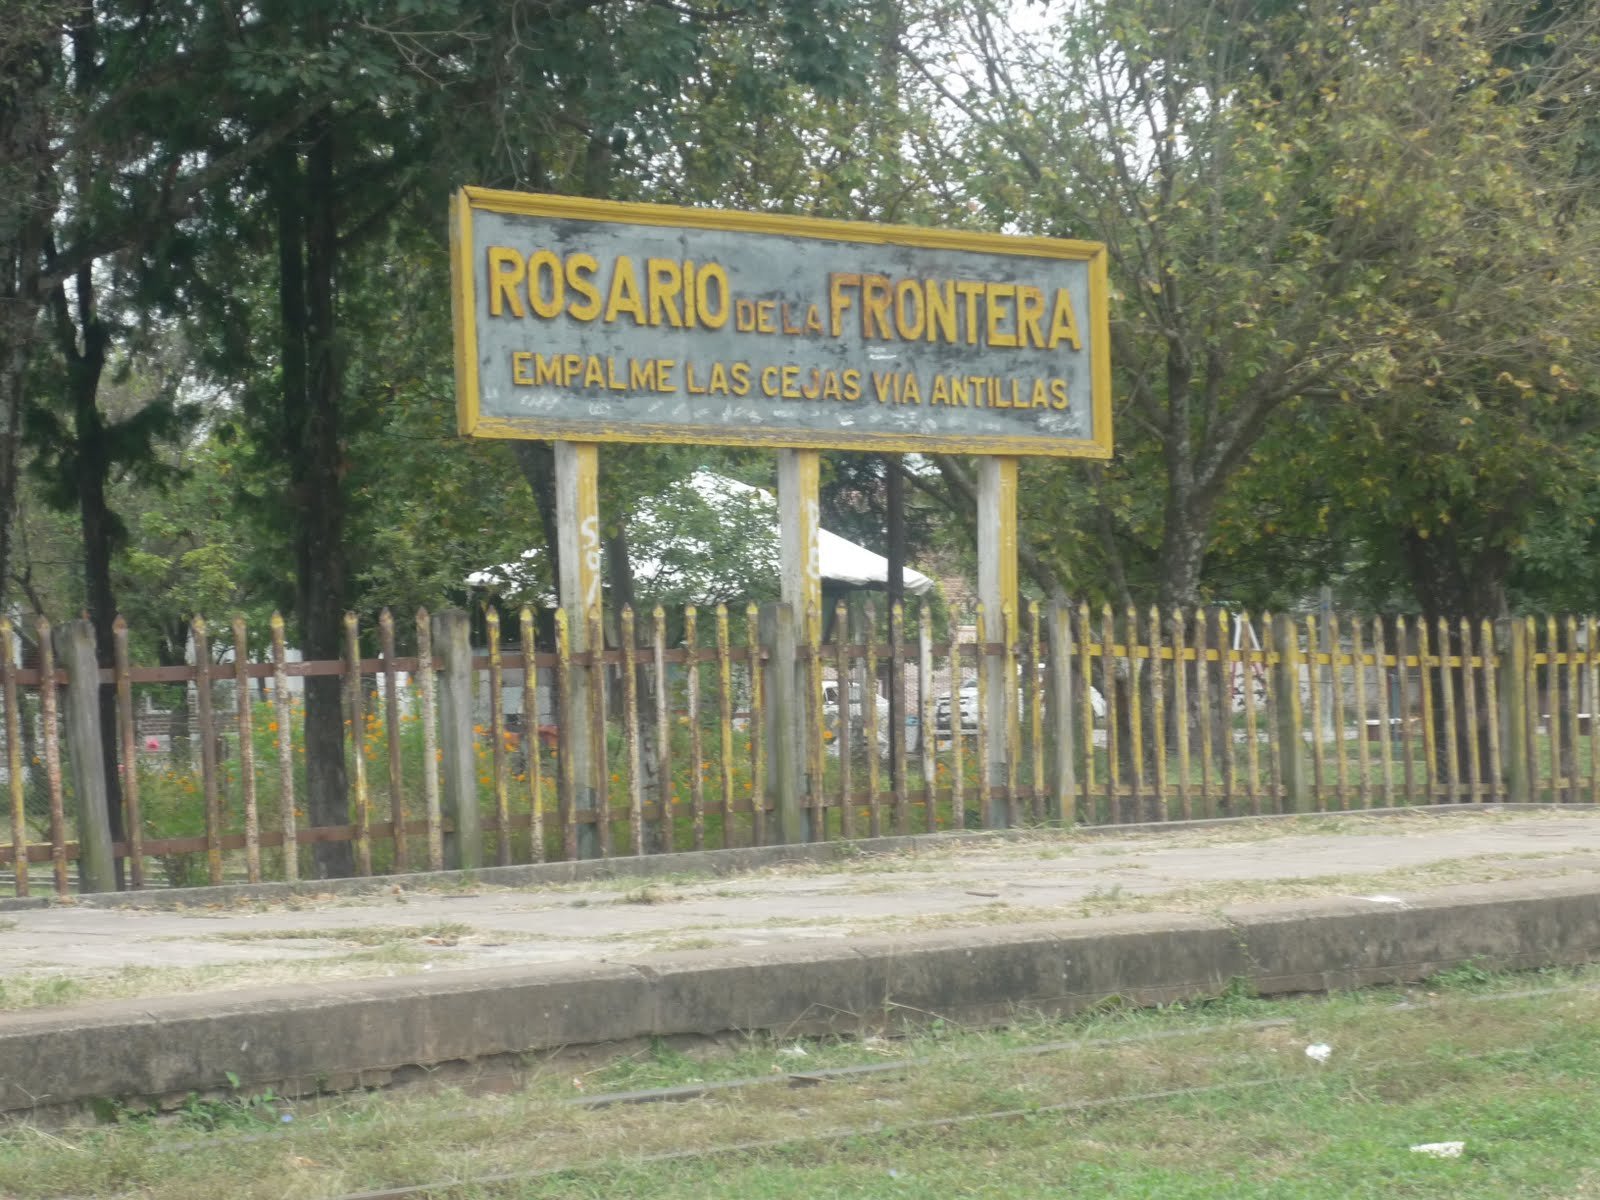 ROSARIO DE LA FRONTERA
EMPALME LAS CEJAS VIA ANTILLAS